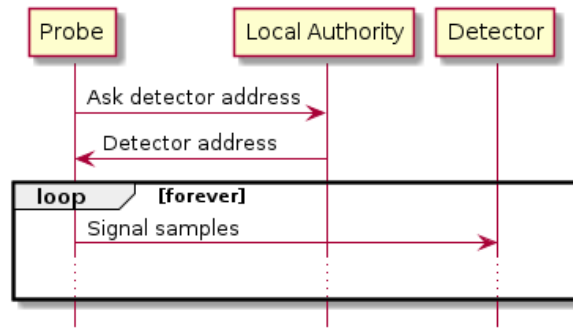 Probe
Local Authority
Detector
Ask detector address
Detector address
loop
[forever]
Signal samples